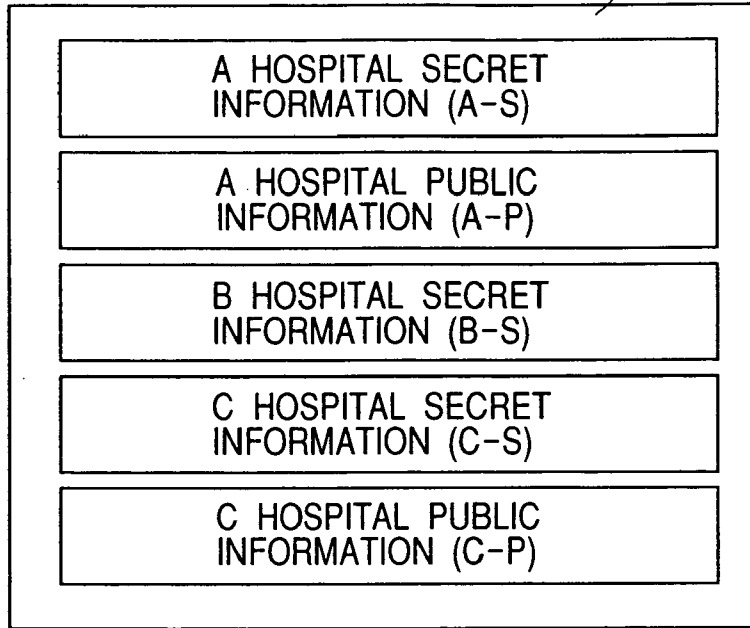 A HOSPITAL SECRET
INFORMATION (A-S)
A HOSPITAL PUBLIC
INFORMATION (A-P)
B HOSPITAL SECRET
INFORMATION (B-S)
C HOSPITAL SECRET
INFORMATION (C-S)
C HOSPITAL PUBLIC
INFORMATION (C-P)